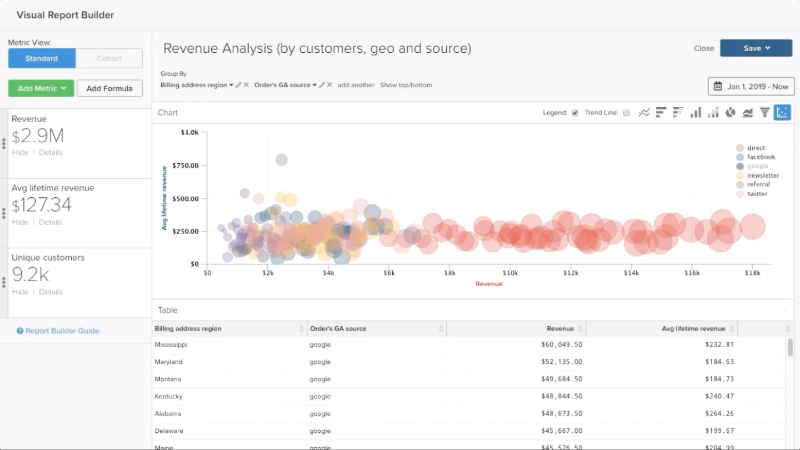 Visual Report Builder
Metric View:
Standard Cohort
Add Metric Add Formula
Revenue
$2.9M
Hide Details
Avg lifetime revenue
$127.34
Hide Details
Unique customers
9.2k
Hide Details
Report Builder Guide
Revenue Analysis (by customers, geo and source)
Close Save
Group By
Billing address region Order's GA source add another Show top/bottom
Jan 1, 2019 - Now
Chart
Legend: Trend Line:
Avg lifetime revenue
$1.0k
$750.00
$500.00
$250.00
$0
$0 $2k $4k $6k $8k $10k $12k $14k $16k $18k
Revenue
direct
facebook
google
newsletter
referral
twitter
Table
Billing address region Order's GA source Revenue Avg lifetime revenue
Mississippi google $60,049.50 $232.81
Maryland google $52,135.00 $184.63
Montana google $49,684.50 $184.73
Kentucky google $48,844.50 $240.47
Alabama google $48,673.50 $264.26
Delaware google $45,667.00 $199.67
Maine google $45,576.50 $204.99